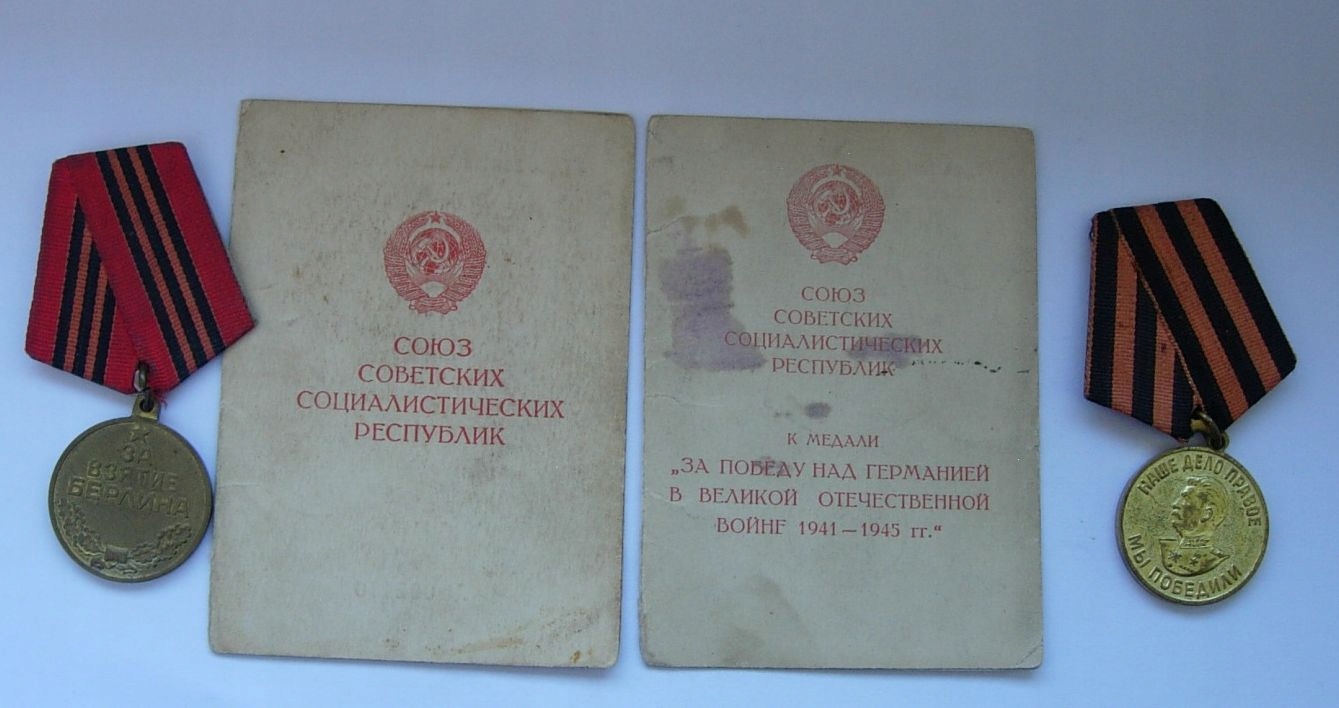 ЗА
ВЗЯТИЕ
БЕРЛИНА
СОЮЗ
СОВЕТСКИХ
СОЦИАЛИСТИЧЕСКИХ
РЕСПУБЛИК
СОЮЗ
СОВЕТСКИХ
СОЦИАЛИСТИЧЕСКИХ
РЕСПУБЛИК
К МЕДАЛИ
„ЗА ПОБЕДУ НАД ГЕРМАНИЕЙ
В ВЕЛИКОЙ ОТЕЧЕСТВЕННОЙ
ВОЙНЕ 1941—1945 гг.“
НАШЕ ДЕЛО ПРАВОЕ
МЫ ПОБЕДИЛИ